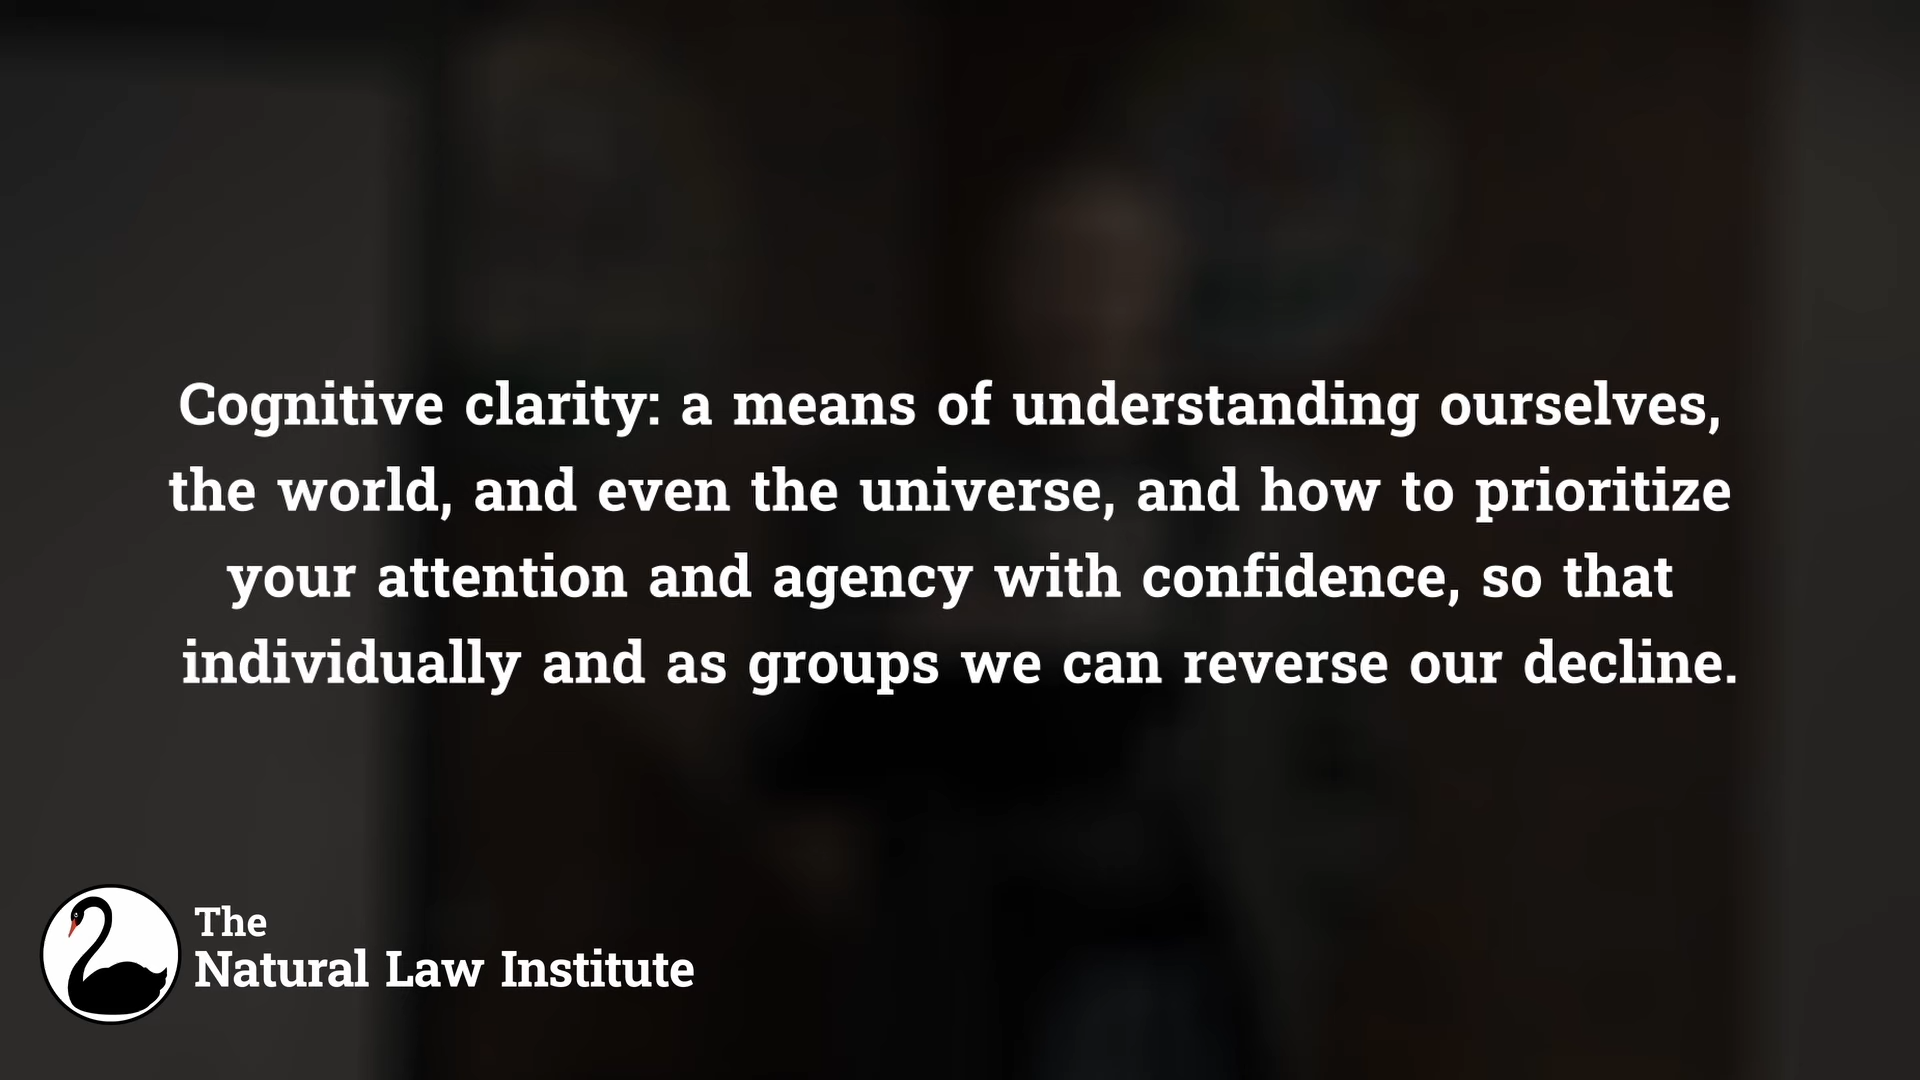 Cognitive clarity: a means of understanding ourselves,
the world, and even the universe, and how to prioritize
your attention and agency with confidence, so that
individually and as groups we can reverse our decline.
The
Natural Law Institute